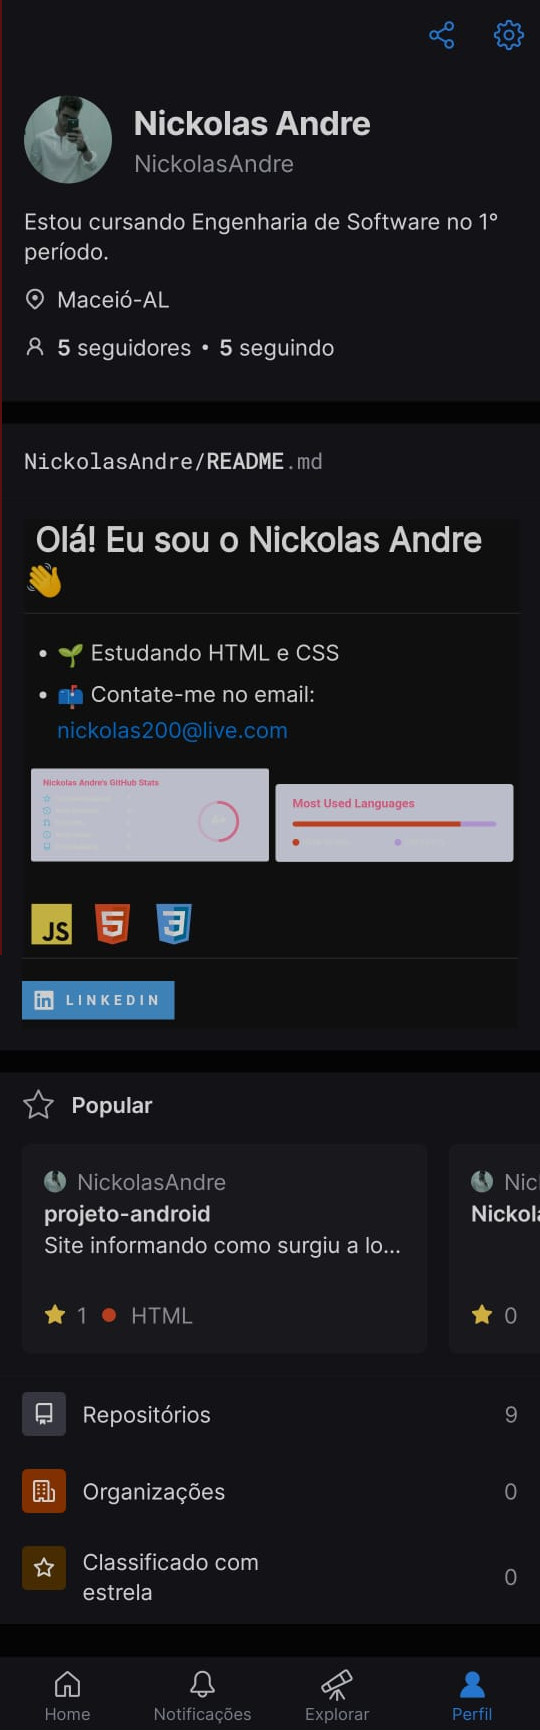 Nickolas Andre
NickolasAndre
Estou cursando Engenharia de Software no 1°
período.
Maceió-AL
5 seguidores • 5 seguindo
NickolasAndre/README.md
Olá! Eu sou o Nickolas Andre
👋
• 🌱 Estudando HTML e CSS
• 📫 Contate-me no email:
nickolas200@live.com
Nickolas Andre's GitHub Stats
Most Used Languages
JS
5
3
in LINKEDIN
Popular
NickolasAndre
projeto-android
Site informando como surgiu a lo...
1 HTML
Nic
Nickol
0
Repositórios 9
Organizações 0
Classificado com
estrela 0
Home
Notificações
Explorar
Perfil